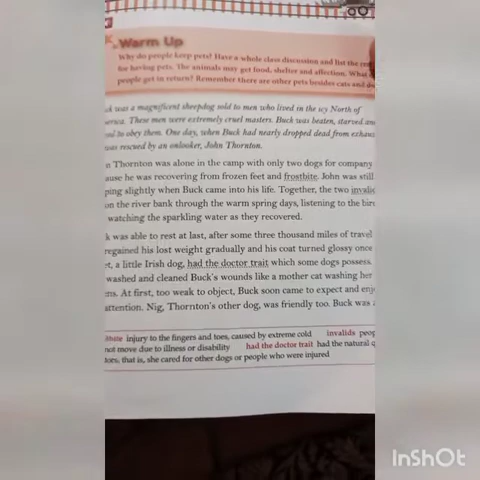 Warm Up
Why do people keep pets? Have a whole class discussion and list the
for having pets. The animals may get food, shelter and affection. What
people get in return? Remember there are other pets besides cats and
was a magnificent sheepdog sold to men who lived in the icy North of
These men were extremely cruel masters. Buck was beaten, starved
to obey them. One day, when Buck had nearly dropped dead from
was rescued by an onlooker, John Thornton.
n Thornton was alone in the camp with only two dogs for company
ause he was recovering from frozen feet and frostbite. John was still
ping slightly when Buck came into his life. Together, the two invalid
on the river bank through the warm spring days, listening to the bir
watching the sparkling water as they recovered.
k was able to rest at last, after some three thousand miles of travel
regained his lost weight gradually and his coat turned glossy once
et, a little Irish dog, had the doctor trait which some dogs possess.
washed and cleaned Buck's wounds like a mother cat washing her
ens. At first, too weak to object, Buck soon came to expect and enj
attention. Nig, Thornton's other dog, was friendly too. Buck was
injury to the fingers and toes, caused by extreme cold invalids peop
not move due to illness or disability had the doctor trait had the natural q
that is, she cared for other dogs or people who were injured
InShOt